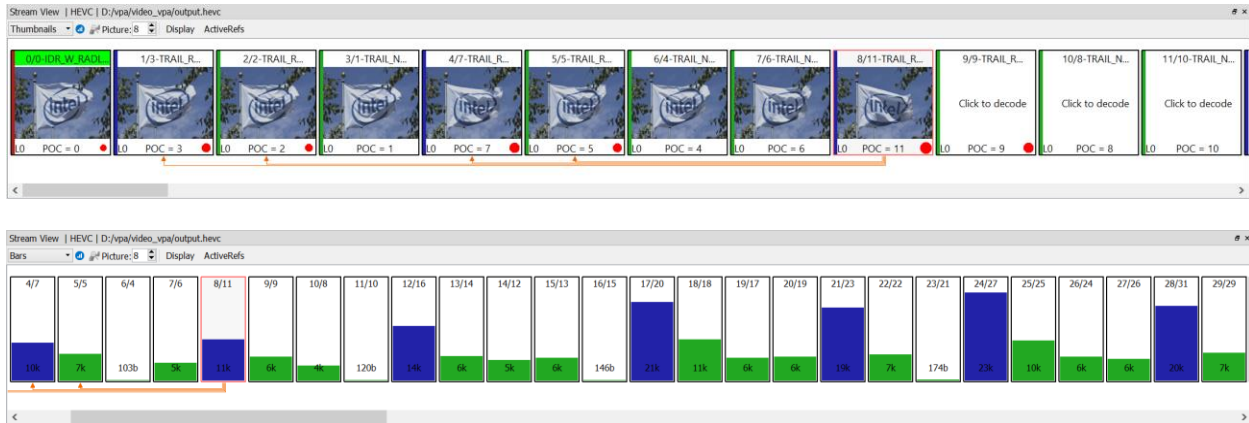 Stream View | HEVC | D:/vpa/video_vpa/output.hevc
Thumbnails Picture: 8 Display ActiveRefs
0/0-IDR_W_RADL... 1/3-TRAIL_R... 2/2-TRAIL_R... 3/1-TRAIL_N... 4/7-TRAIL_R... 5/5-TRAIL_R... 6/4-TRAIL_N... 7/6-TRAIL_N... 8/11-TRAIL_R... 9/9-TRAIL_R... 10/8-TRAIL_N... 11/10-TRAIL_N...
intel intel intel intel intel intel intel intel intel Click to decode Click to decode Click to decode
L0 POC = 0 L0 POC = 3 L0 POC = 2 L0 POC = 1 L0 POC = 7 L0 POC = 5 L0 POC = 4 L0 POC = 6 L0 POC = 11 L0 POC = 9 L0 POC = 8 L0 POC = 10
Stream View | HEVC | D:/vpa/video_vpa/output.hevc
Bars Picture: 8 Display ActiveRefs
4/7 5/5 6/4 7/6 8/11 9/9 10/8 11/10 12/16 13/14 14/12 15/13 16/15 17/20 18/18 19/17 20/19 21/23 22/22 23/21 24/27 25/25 26/24 27/26 28/31 29/29
10k 7k 103b 5k 11k 6k 4k 120b 14k 6k 5k 6k 146b 21k 11k 6k 6k 19k 7k 174b 23k 10k 6k 6k 20k 7k